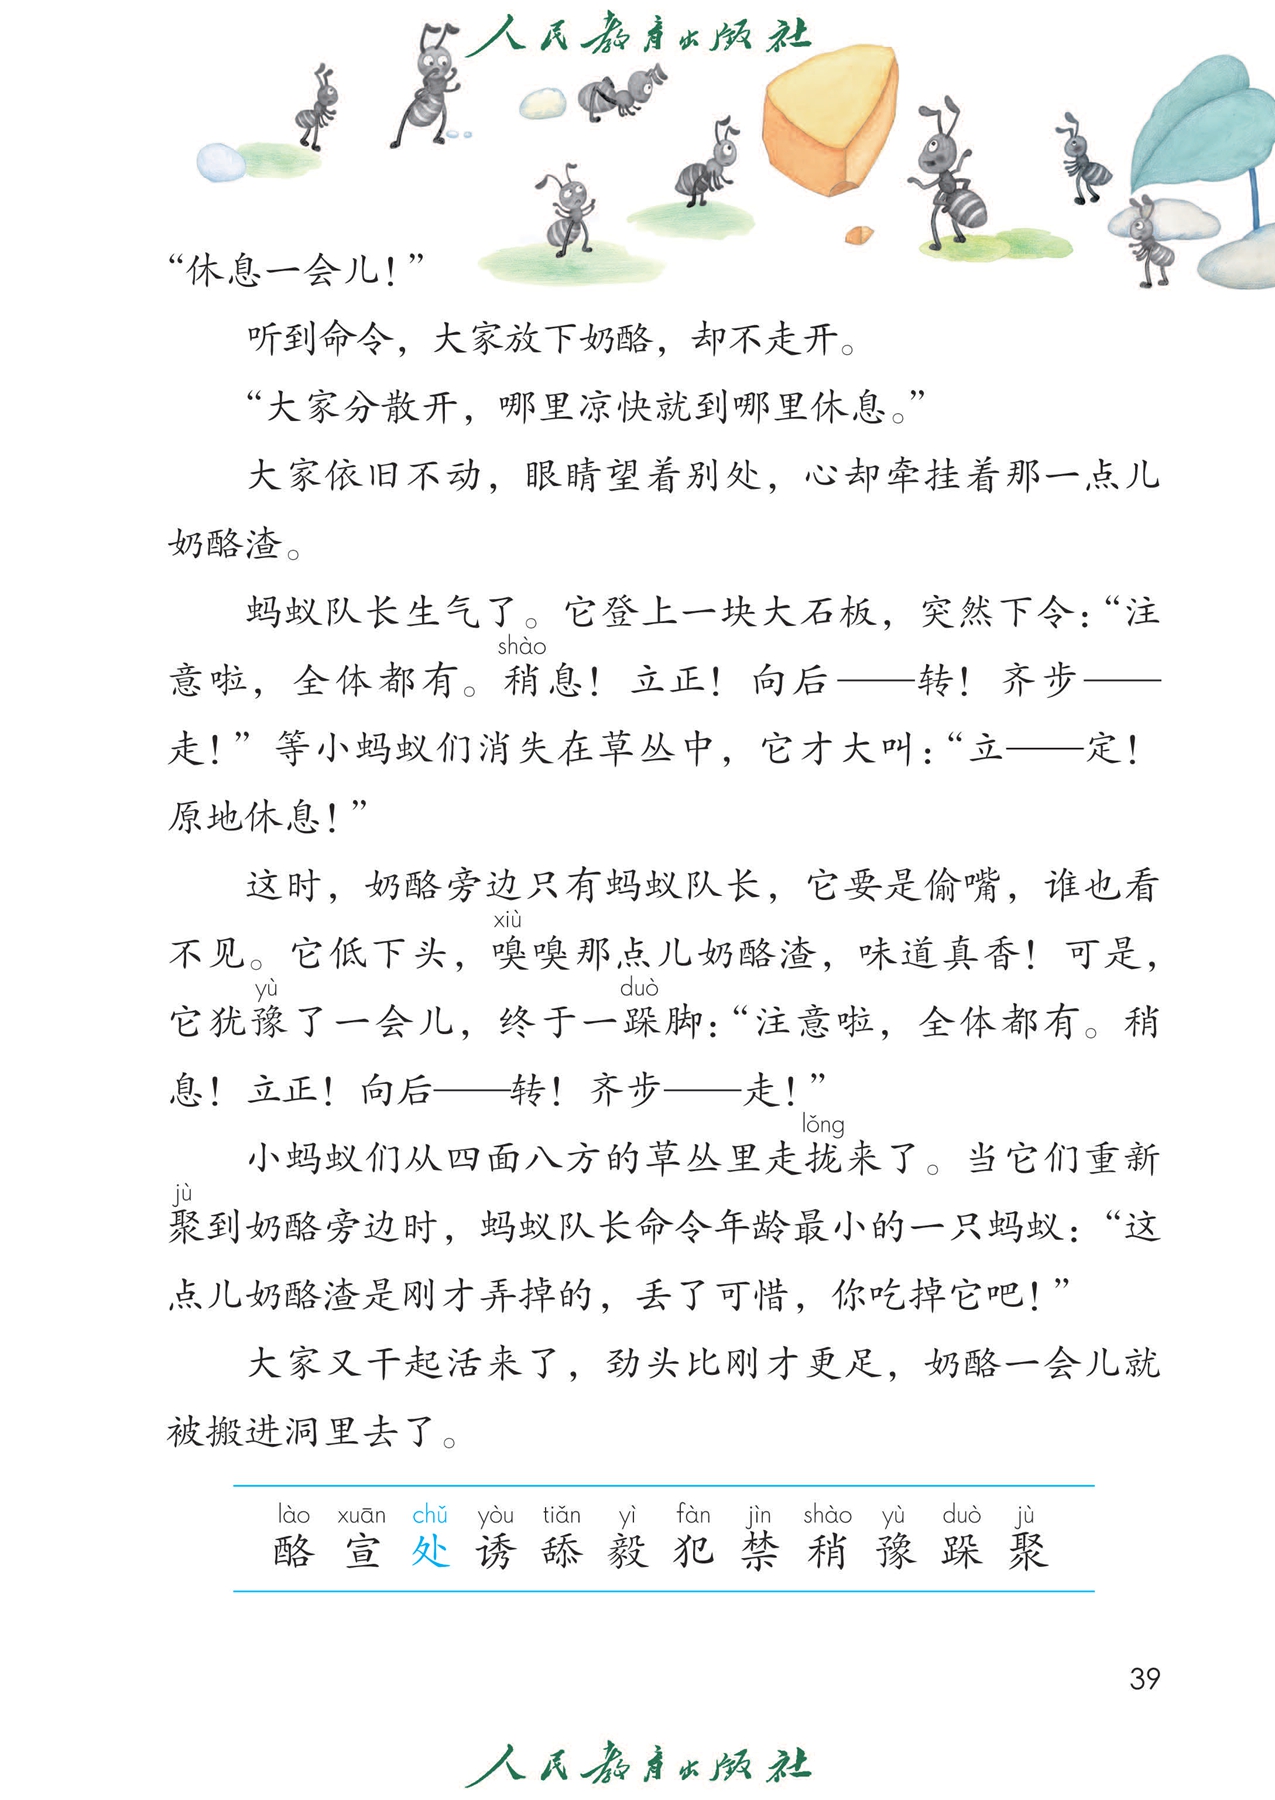 人民教育出版社
“休息一会儿！”
听到命令，大家放下奶酪，却不走开。
“大家分散开，哪里凉快就到哪里休息。”
大家依旧不动，眼睛望着别处，心却牵挂着那一点儿
奶酪渣。
蚂蚁队长生气了。它登上一块大石板，突然下令：“注
shào
意啦，全体都有。稍息！立正！向后——转！齐步——
走！”等小蚂蚁们消失在草丛中，它才大叫：“立——定！
原地休息！”
这时，奶酪旁边只有蚂蚁队长，它要是偷嘴，谁也看
xiù
不见。它低下头，嗅嗅那点儿奶酪渣，味道真香！可是，
yù duò
它犹豫了一会儿，终于一跺脚：“注意啦，全体都有。稍
息！立正！向后——转！齐步——走！”
lǒng
小蚂蚁们从四面八方的草丛里走拢来了。当它们重新
jù
聚到奶酪旁边时，蚂蚁队长命令年龄最小的一只蚂蚁：“这
点儿奶酪渣是刚才弄掉的，丢了可惜，你吃掉它吧！”
大家又干起活来了，劲头比刚才更足，奶酪一会儿就
被搬进洞里去了。
lào xuān chǔ yòu tiǎn yì fàn jìn shào yù duò jù
酪 宣 处 诱 舔 毅 犯 禁 稍 豫 跺 聚
39
人民教育出版社